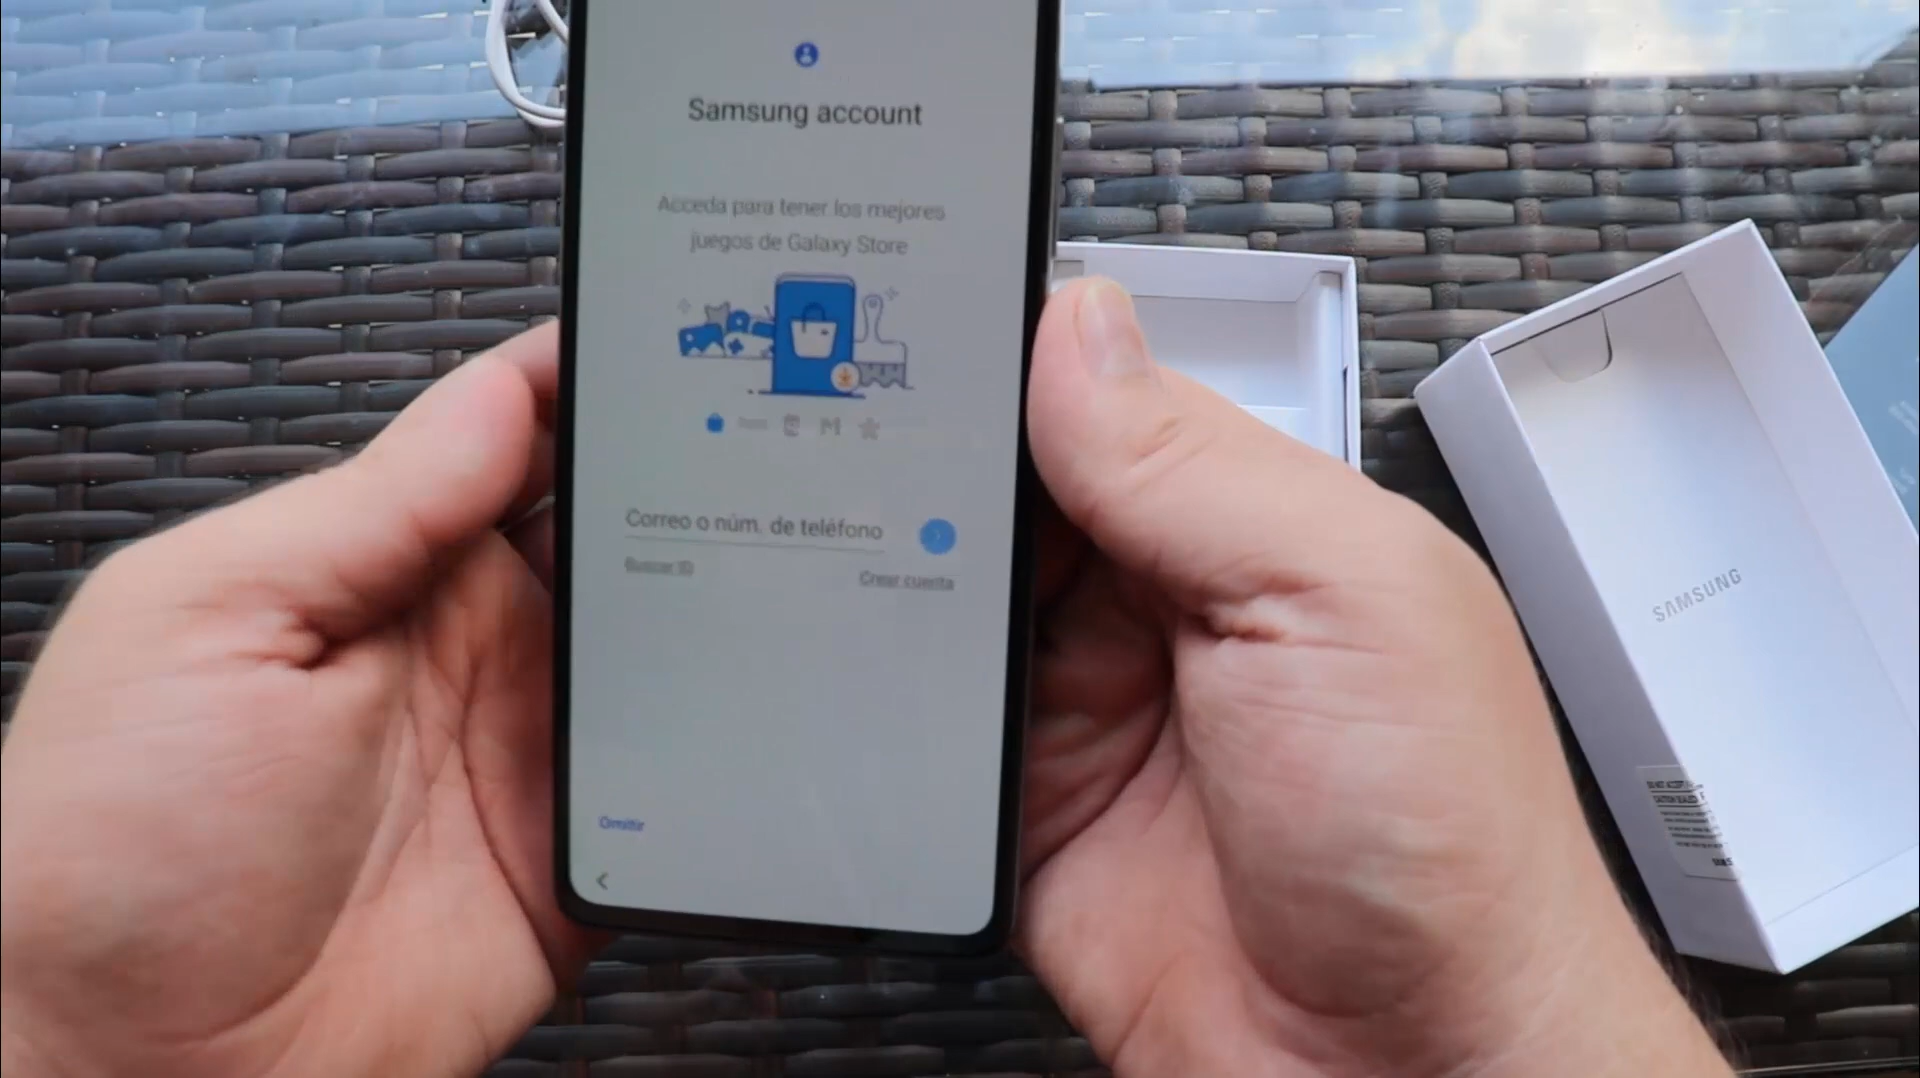 Samsung account
Acceda para tener los mejores
juegos de Galaxy Store
Correo o núm. de teléfono
Buscar ID
Crear cuenta
Omitir
SAMSUNG